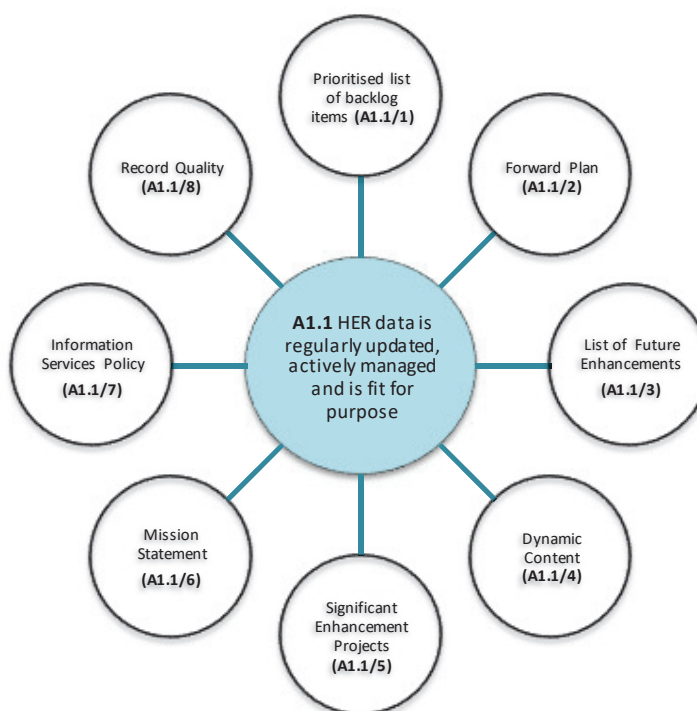 Prioritised list
of backlog
items (A1.1/1)
Forward Plan
(A1.1/2)
List of Future
Enhancements
(A1.1/3)
Dynamic
Content
(A1.1/4)
Significant
Enhancement
Projects
(A1.1/5)
Mission
Statement
(A1.1/6)
Information
Services Policy
(A1.1/7)
Record Quality
(A1.1/8)
A1.1 HER data is
regularly updated,
actively managed
and is fit for
purpose